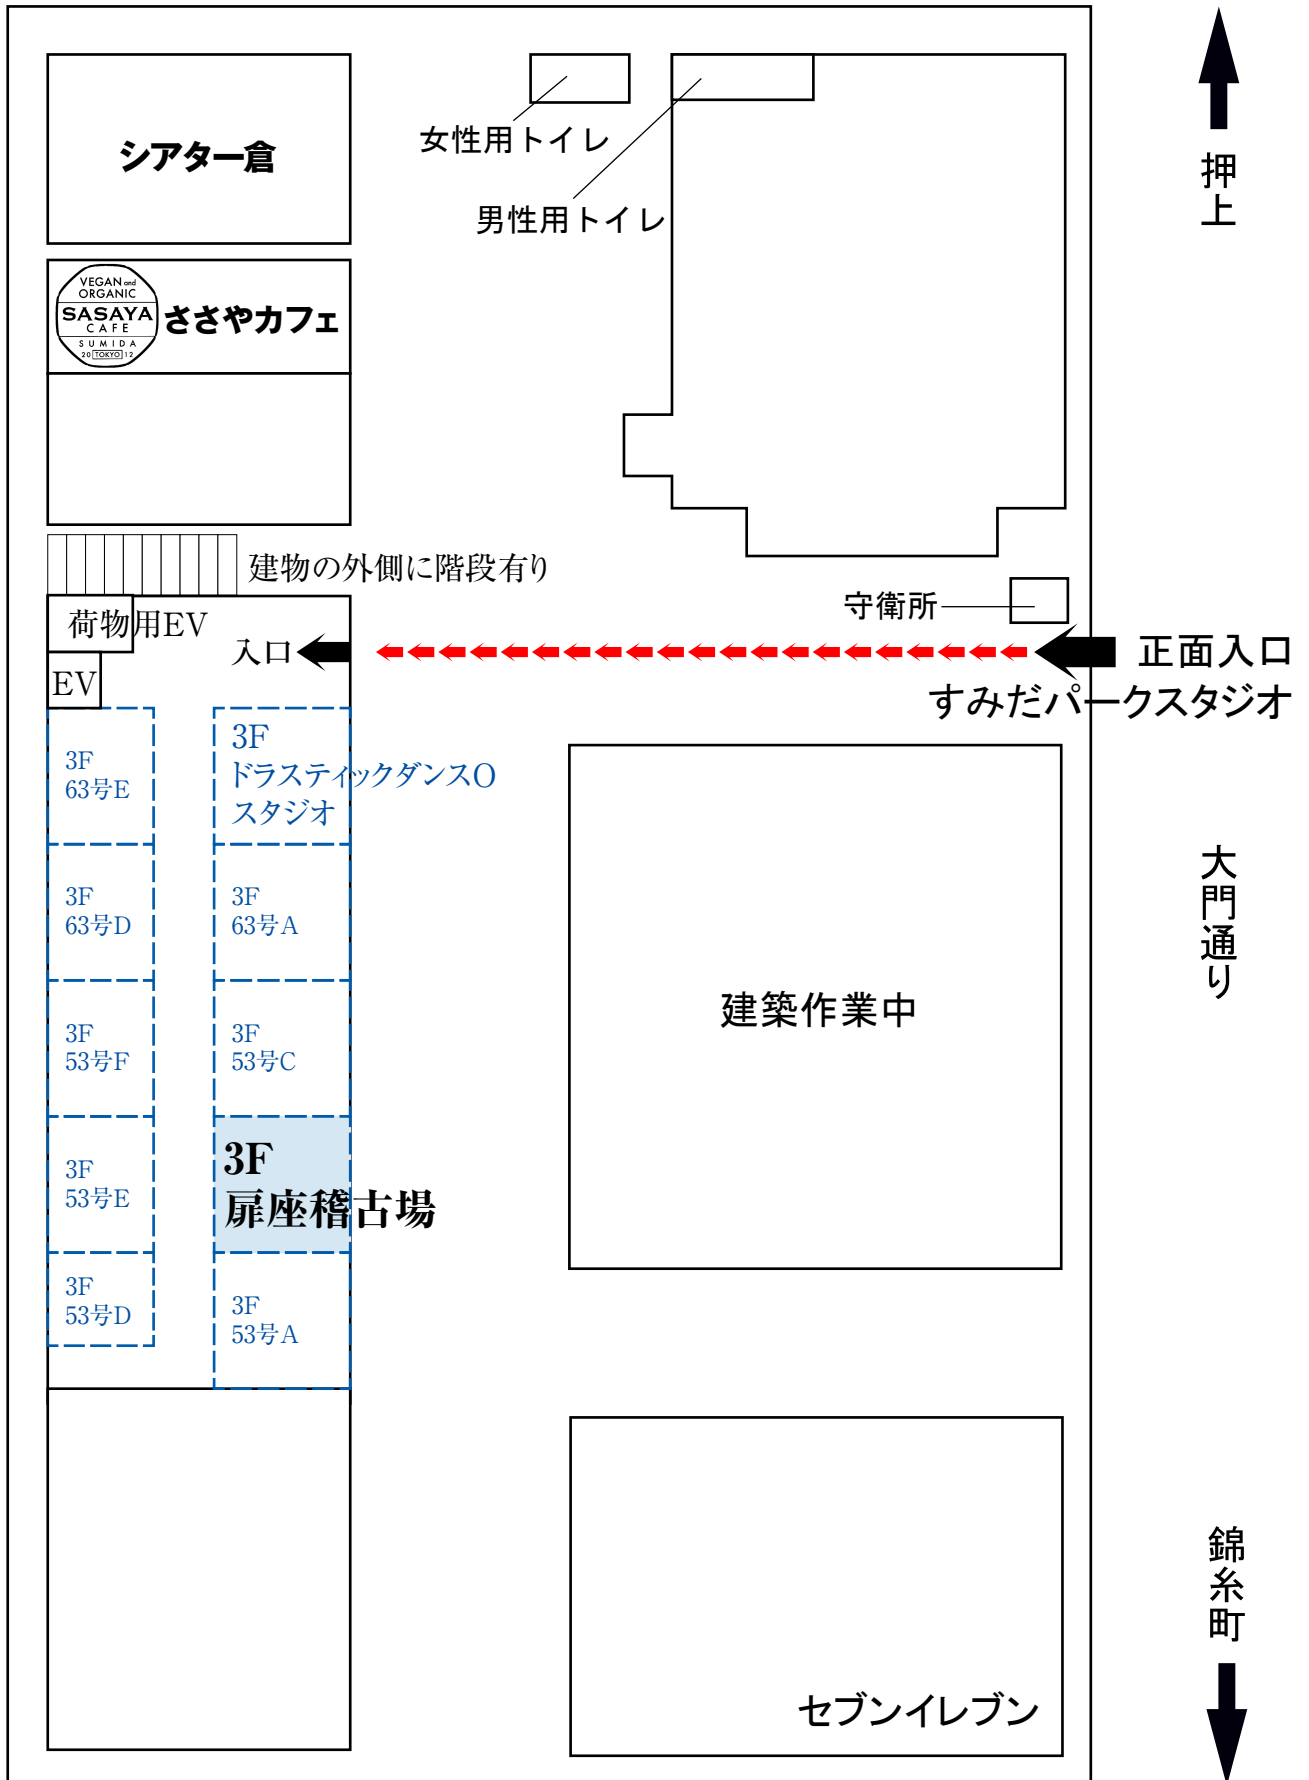 シアター倉
女性用トイレ
男性用トイレ
押上
VEGAN and
ORGANIC
SASAYA
CAFE
SUMIDA
20 TOKYO 12
ささやカフェ
建物の外側に階段有り
荷物用EV
EV
入口
守衛所
正面入口
すみだパークスタジオ
3F
63号E
3F
ドラスティックダンスO
スタジオ
3F
63号D
3F
63号A
3F
53号F
3F
53号C
3F
53号E
3F
扉座稽古場
3F
53号D
3F
53号A
建築作業中
大門通り
セブンイレブン
錦糸町